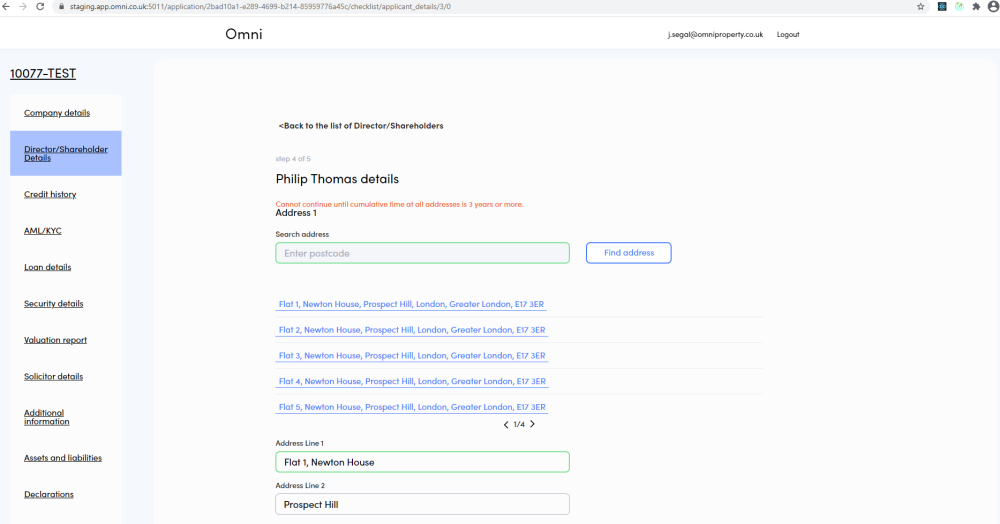 staging.app.omni.co.uk:5011/application/2bad10a1-e289-4699-b214-85959776a45c/checklist/applicant_details/3/0
Omni
j.segal@omniproperty.co.uk
Logout
10077-TEST
Company details
Director/Shareholder
Details
Credit history
AML/KYC
Loan details
Security details
Valuation report
Solicitor details
Additional
information
Assets and liabilities
Declarations
<Back to the list of Director/Shareholders
step 4 of 5
Philip Thomas details
Cannot continue until cumulative time at all addresses is 3 years or more.
Address 1
Search address
Enter postcode
Find address
Flat 1, Newton House, Prospect Hill, London, Greater London, E17 3ER
Flat 2, Newton House, Prospect Hill, London, Greater London, E17 3ER
Flat 3, Newton House, Prospect Hill, London, Greater London, E17 3ER
Flat 4, Newton House, Prospect Hill, London, Greater London, E17 3ER
Flat 5, Newton House, Prospect Hill, London, Greater London, E17 3ER
1/4
Address Line 1
Flat 1, Newton House
Address Line 2
Prospect Hill